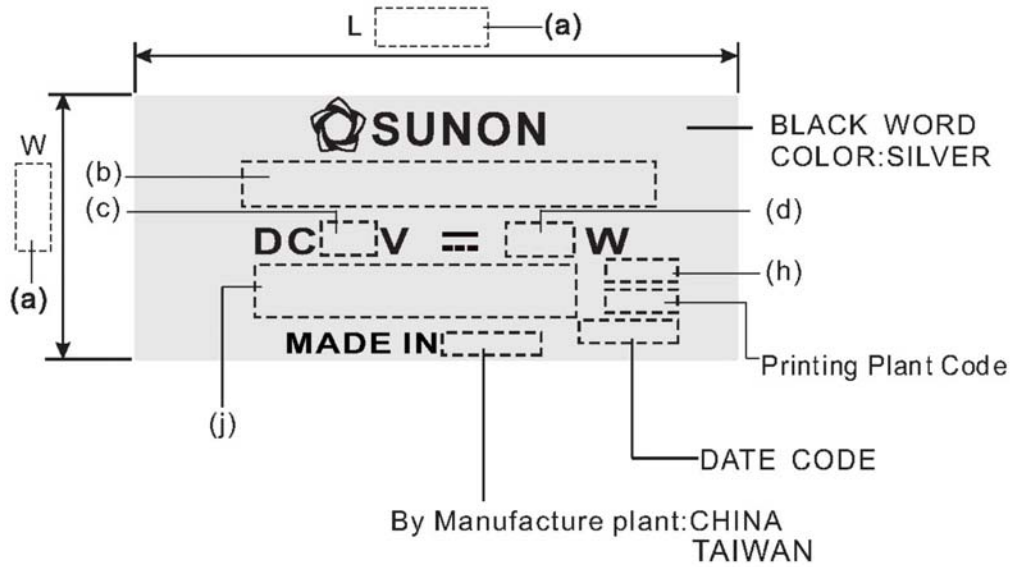 L (a)
W
SUNON
BLACK WORD
COLOR:SILVER
(b)
(c)
(d)
DC V W
(h)
(a)
MADE IN
Printing Plant Code
(j)
DATE CODE
By Manufacture plant:CHINA
TAIWAN